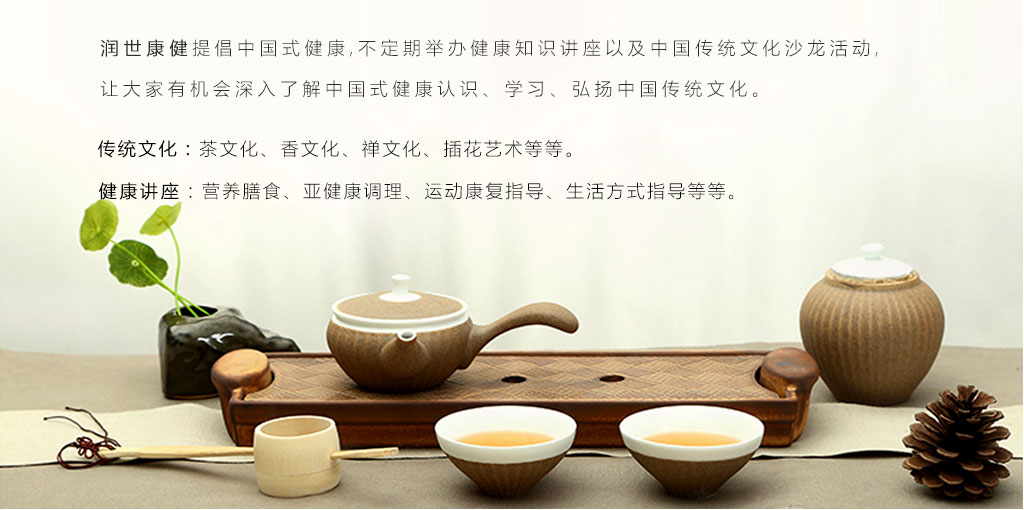 润世康健提倡中国式健康,不定期举办健康知识讲座以及中国传统文化沙龙活动,
让大家有机会深入了解中国式健康认识、学习、弘扬中国传统文化。
传统文化：茶文化、香文化、禅文化、插花艺术等等。
健康讲座：营养膳食、亚健康调理、运动康复指导、生活方式指导等等。